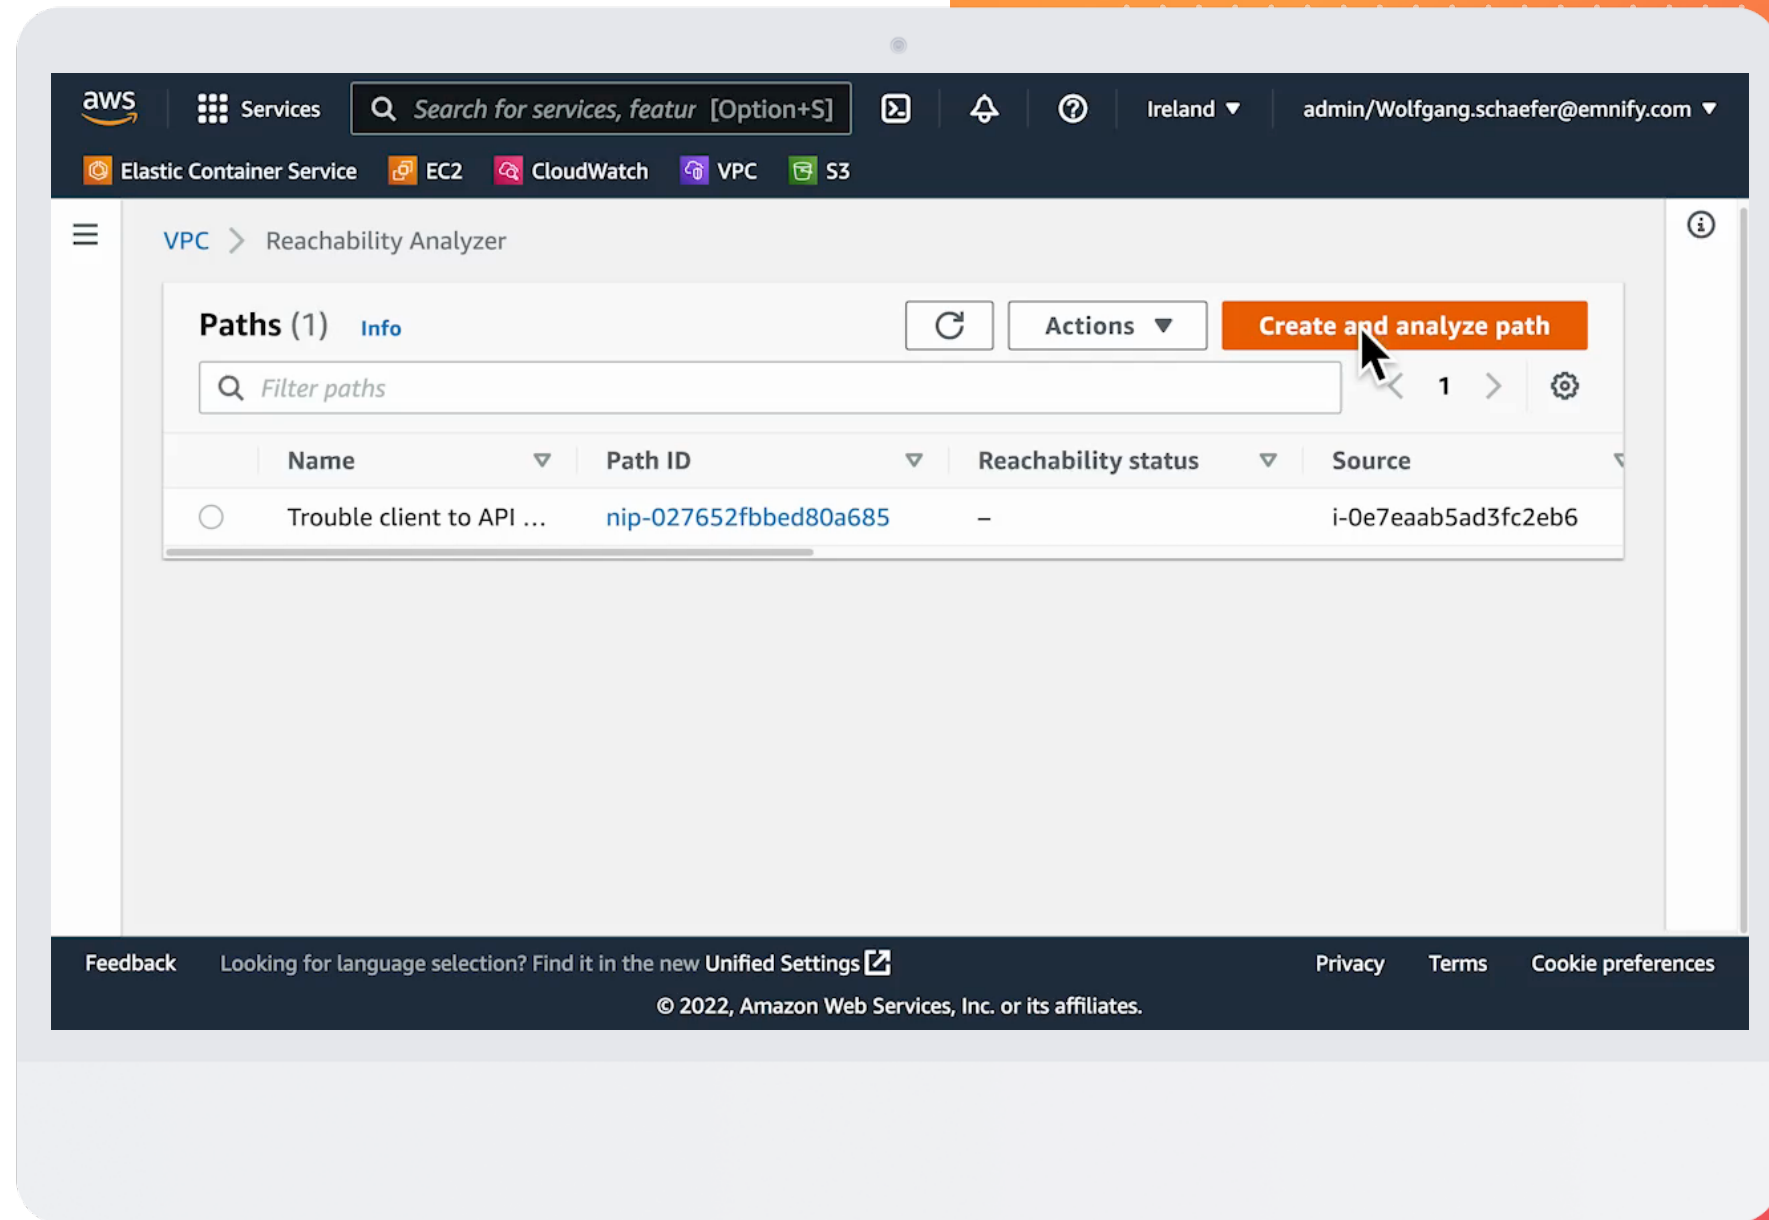 aws Services Search for services, featur [Option+S] Ireland admin/Wolfgang.schaefer@emnify.com
Elastic Container Service EC2 CloudWatch VPC S3
VPC > Reachability Analyzer
Paths (1) Info Actions Create and analyze path
Filter paths 1
Name Path ID Reachability status Source
Trouble client to API ... nip-027652fbbed80a685 – i-0e7eaab5ad3fc2eb6
Feedback Looking for language selection? Find it in the new Unified Settings Privacy Terms Cookie preferences
© 2022, Amazon Web Services, Inc. or its affiliates.